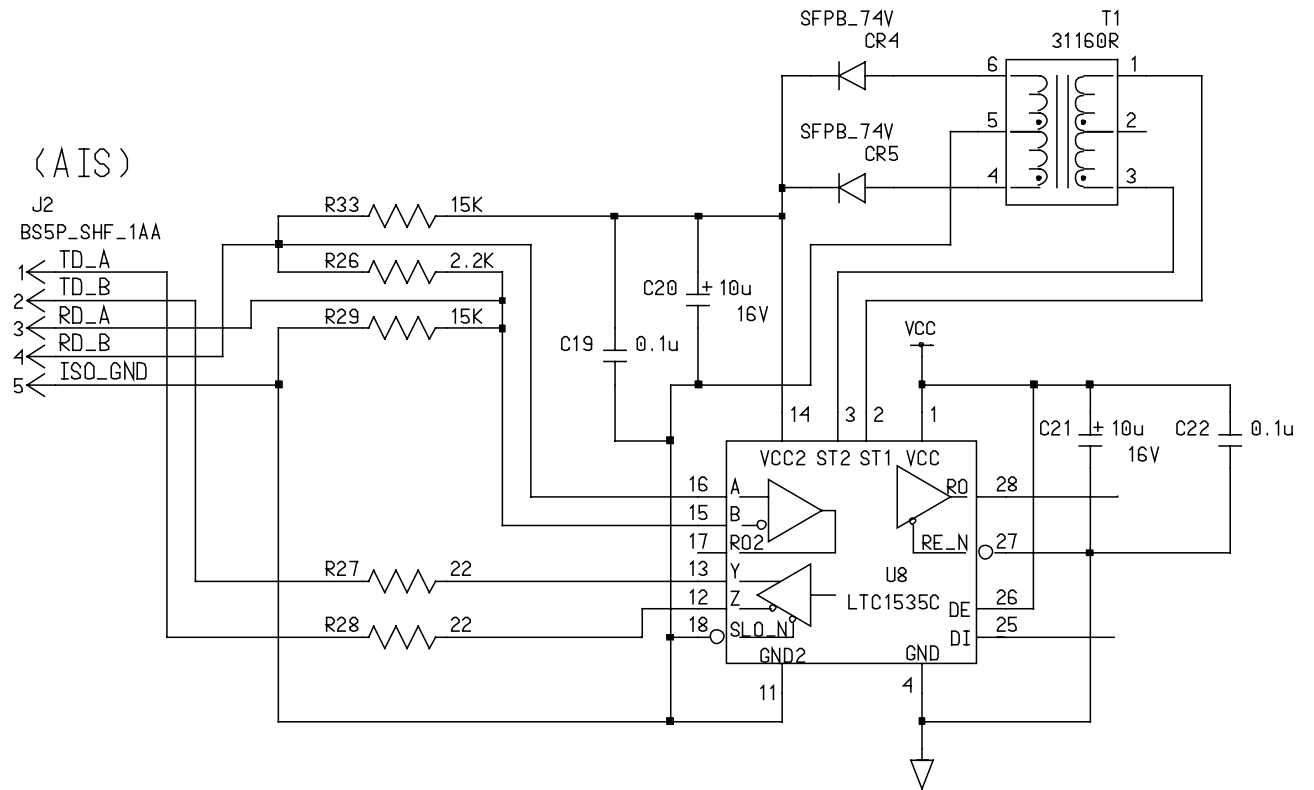 SFPB_74V
CR4
T1
31160R
6
1
5
2
SFPB_74V
CR5
4
3
(AIS)
J2
BS5P_SHF_1AA
R33 15K
1 TD_A
R26 2.2K
2 TD_B
3 RD_A
R29 15K
4 RD_B
5 ISO_GND
C20 + 10u
16V
C19 0.1u
VCC
14 3 2 1
C21 + 10u
16V
C22 0.1u
VCC2 ST2 ST1 VCC
16 A
RO 28
15 B
17 RO2
RE_N 27
R27 22
13 Y
U8
LTC1535C
12 Z
DE 26
R28 22
18 SLO_N
DI 25
GND2
GND
11
4